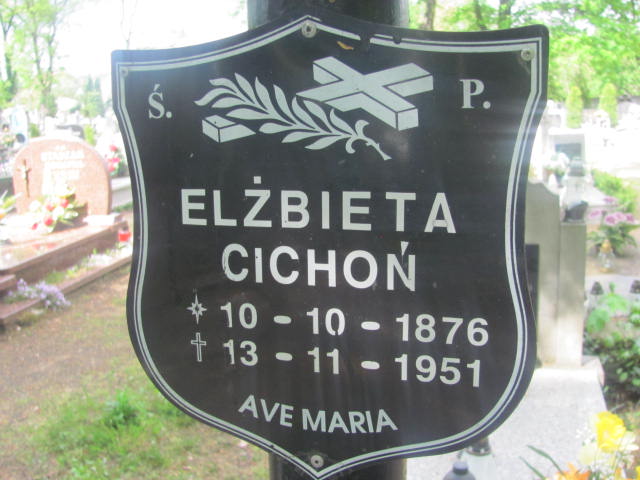 Ś. P.
ELŻBIETA
CICHOŃ
10 - 10 - 1876
13 - 11 - 1951
AVE MARIA